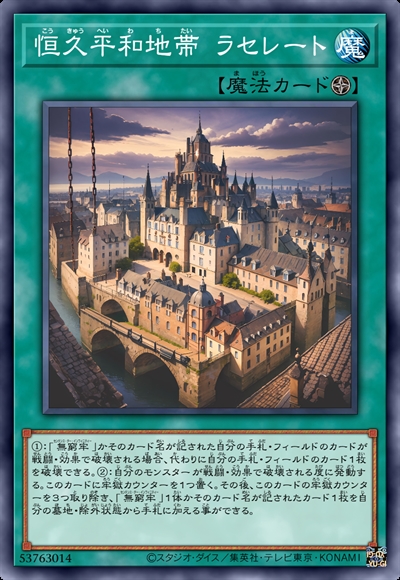 恒久平和地帯 ラセレート 魔
【魔法カード】
①：「無窮牢」かそのカード名が記された自分の手札・フィールドのカードが
戦闘・効果で破壊される場合、代わりに自分の手札・フィールドのカード1枚
を破壊できる。②：自分のモンスターが戦闘・効果で破壊される度に発動す
る。このカードに牢獄カウンターを1つ置く。その後、このカードの牢獄カウン
ターを3つ取り除き、「無窮牢」1体かそのカード名が記されたカード1枚を自
分の墓地・除外状態から手札に加える事ができる。
53763014 ©スタジオ・ダイス／集英社・テレビ東京・KONAMI